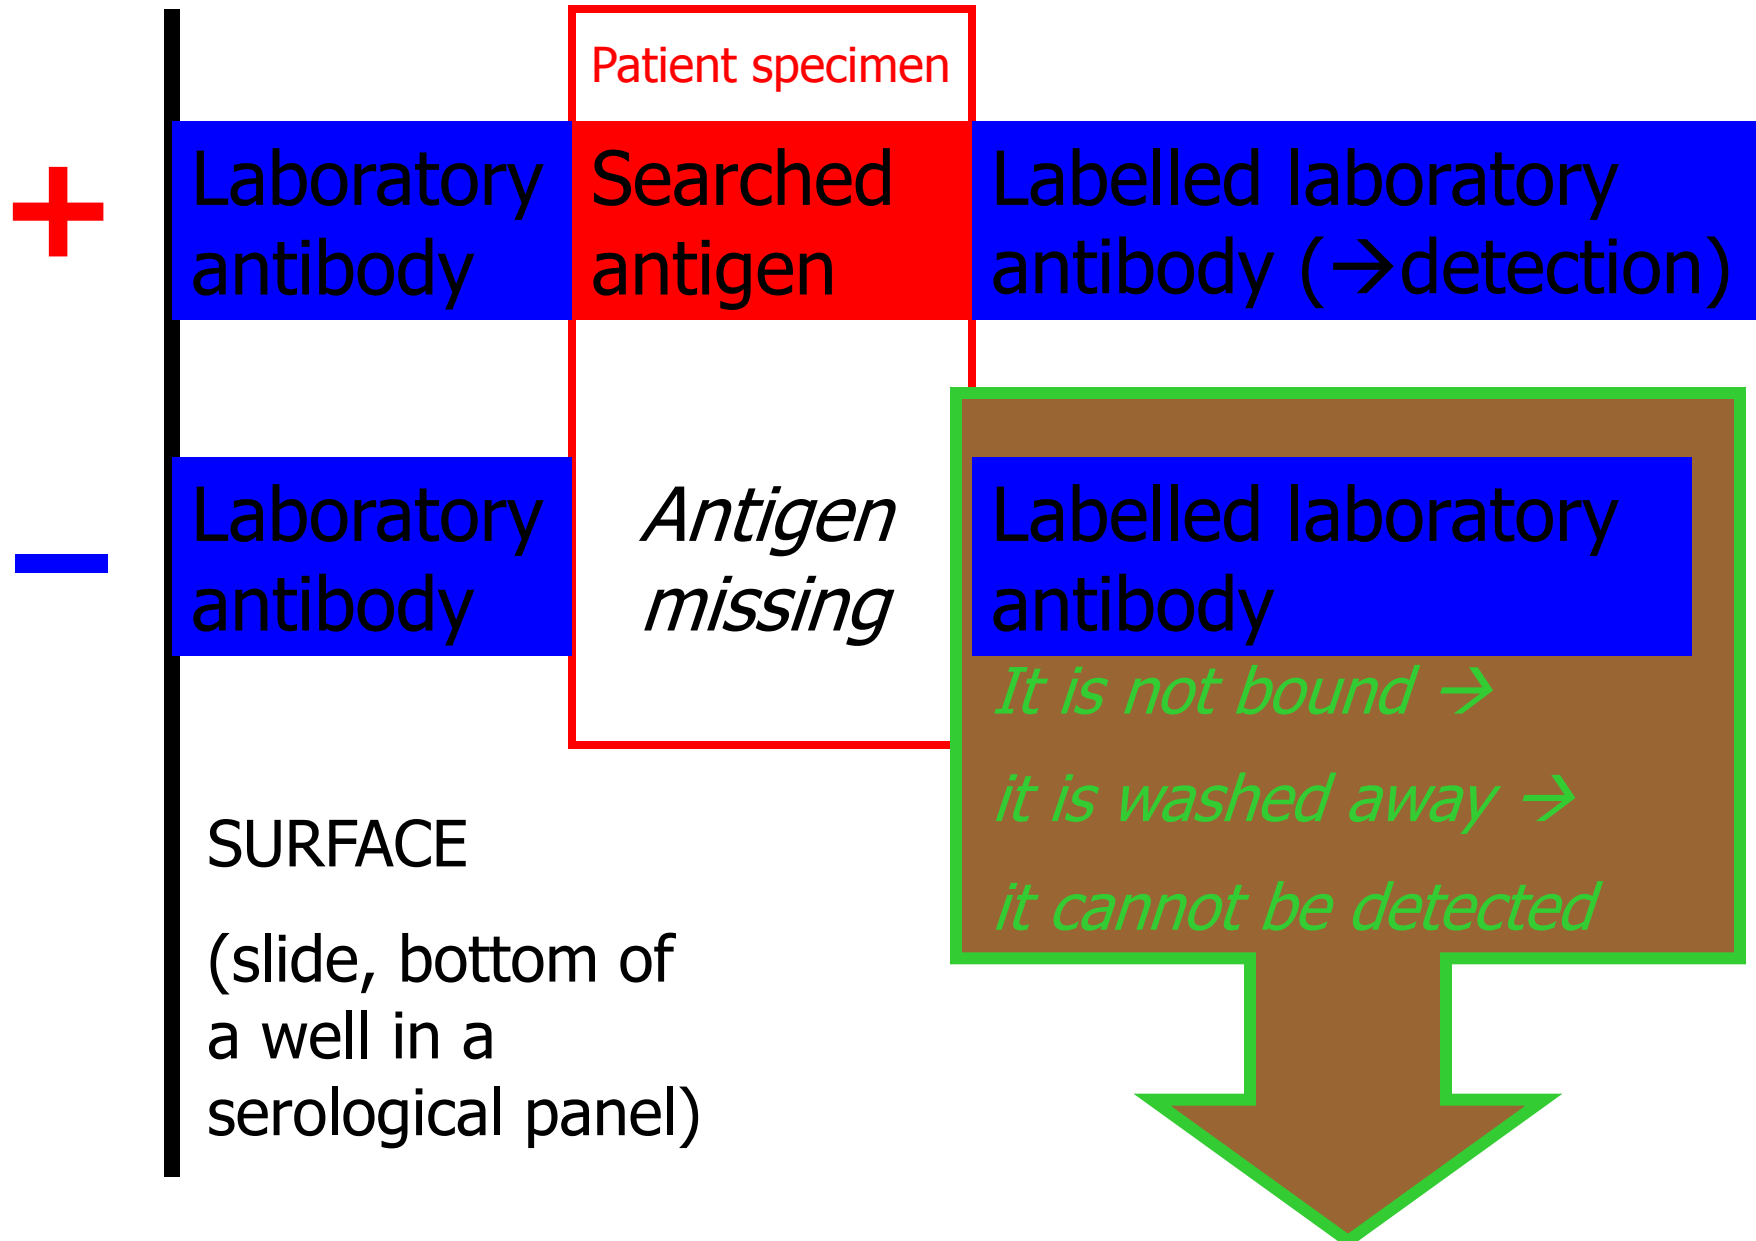 Patient specimen
+
Laboratory
antibody
Searched
antigen
Labelled laboratory
antibody (→detection)
–
Laboratory
antibody
Antigen
missing
Labelled laboratory
antibody
It is not bound →
it is washed away →
it cannot be detected
SURFACE
(slide, bottom of
a well in a
serological panel)